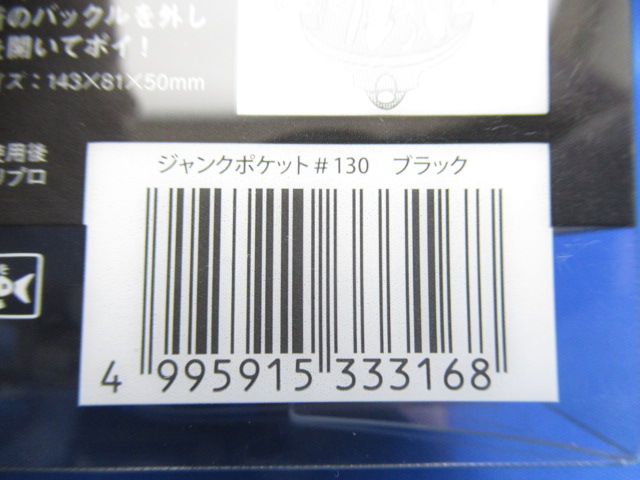 のバックルを外し
開いてポイ!
イズ：143×81×50mm
使用後
リプロ
ジャンクポケット#130 ブラック
4 995915 333168